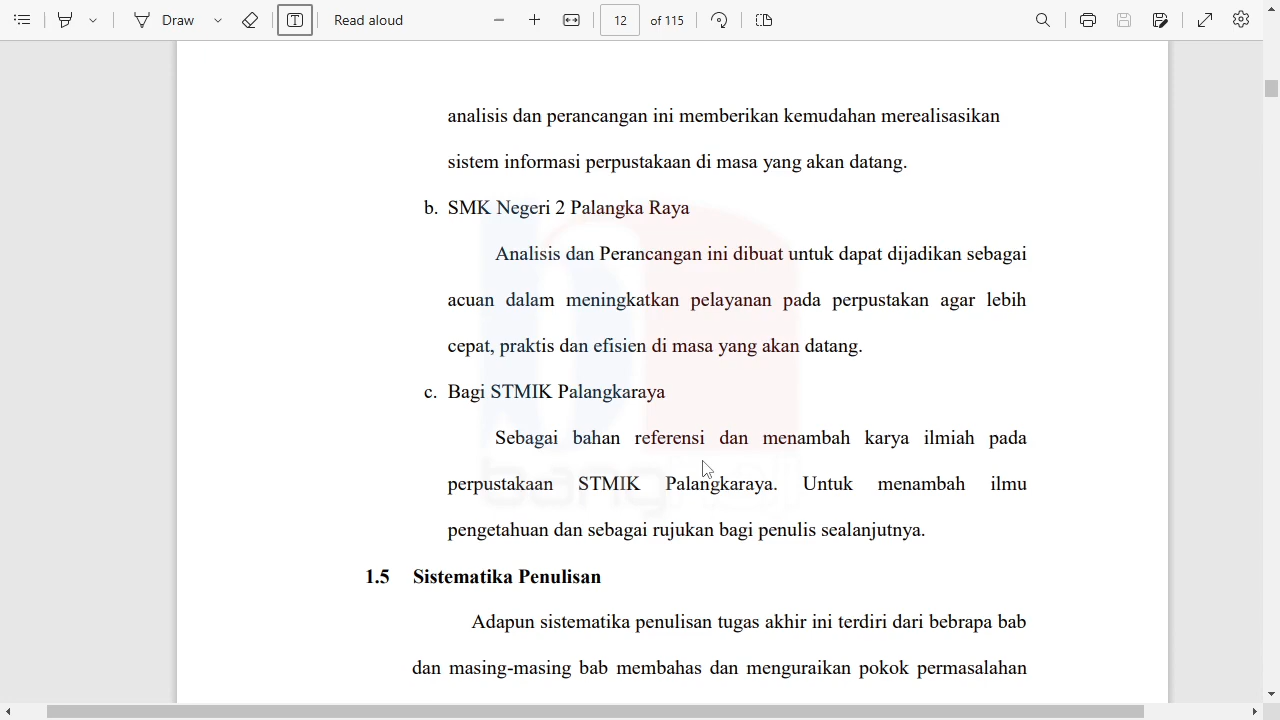 Draw
Read aloud
12
of 115
analisis dan perancangan ini memberikan kemudahan merealisasikan
sistem informasi perpustakaan di masa yang akan datang.
b. SMK Negeri 2 Palangka Raya
Analisis dan Perancangan ini dibuat untuk dapat dijadikan sebagai
acuan dalam meningkatkan pelayanan pada perpustakan agar lebih
cepat, praktis dan efisien di masa yang akan datang.
c. Bagi STMIK Palangkaraya
Sebagai bahan referensi dan menambah karya ilmiah pada
perpustakaan STMIK Palangkaraya. Untuk menambah ilmu
pengetahuan dan sebagai rujukan bagi penulis sealanjutnya.
1.5 Sistematika Penulisan
Adapun sistematika penulisan tugas akhir ini terdiri dari bebrapa bab
dan masing-masing bab membahas dan menguraikan pokok permasalahan